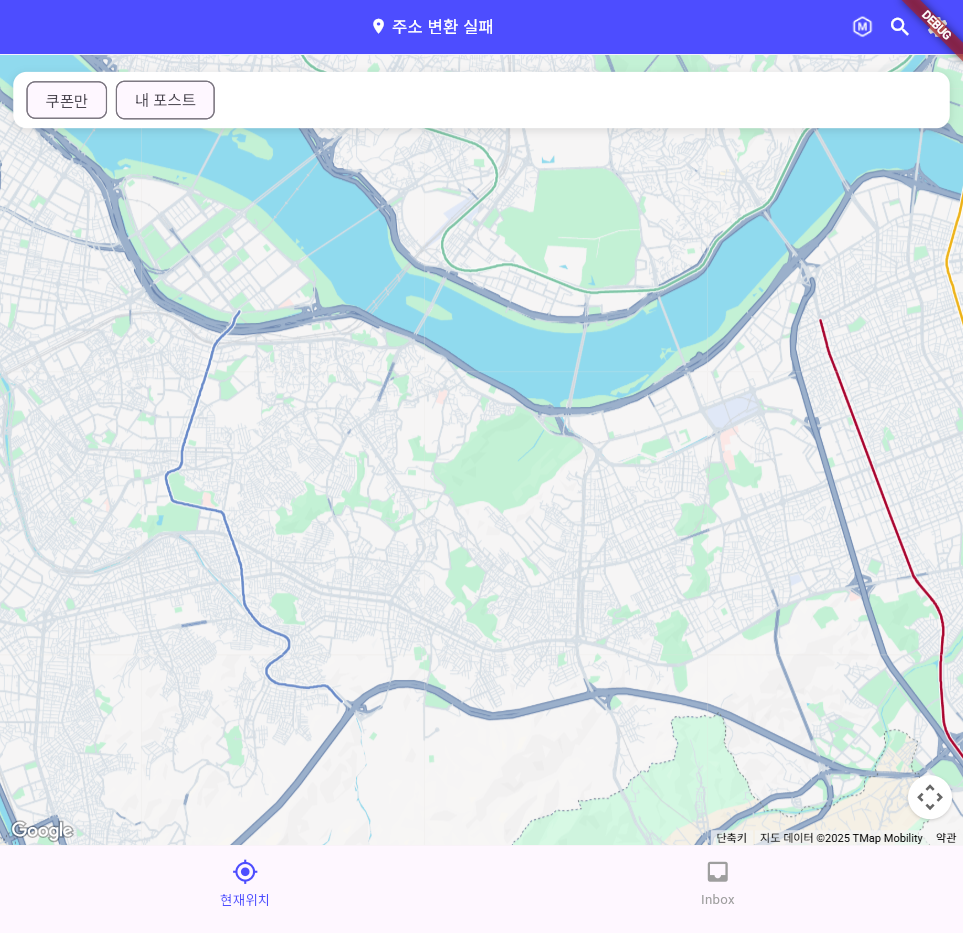 주소 변환 실패
M
DEBUG
쿠폰만
내 포스트
Google
단축키
지도 데이터 ©2025 TMap Mobility
약관
현재위치
Inbox